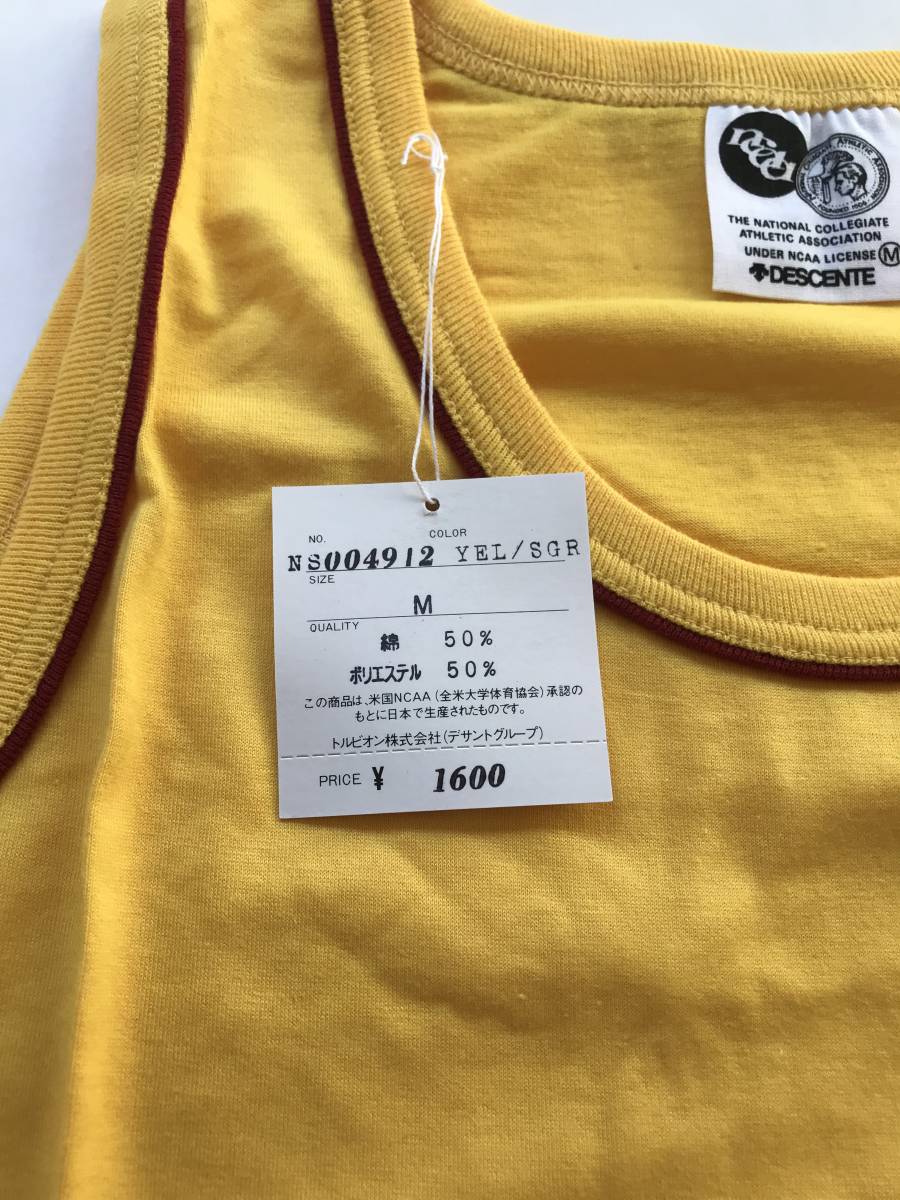 ncaa
THE NATIONAL COLLEGIATE
ATHLETIC ASSOCIATION
UNDER NCAA LICENSE Ⓜ
DESCENTE
NO.
COLOR
NS004912 YEL/SGR
SIZE
M
QUALITY
綿 50%
ポリエステル 50%
この商品は、米国NCAA(全米大学体育協会)承認の
もとに日本で生産されたものです。
トルビオン株式会社(デサントグループ)
PRICE ¥ 1600